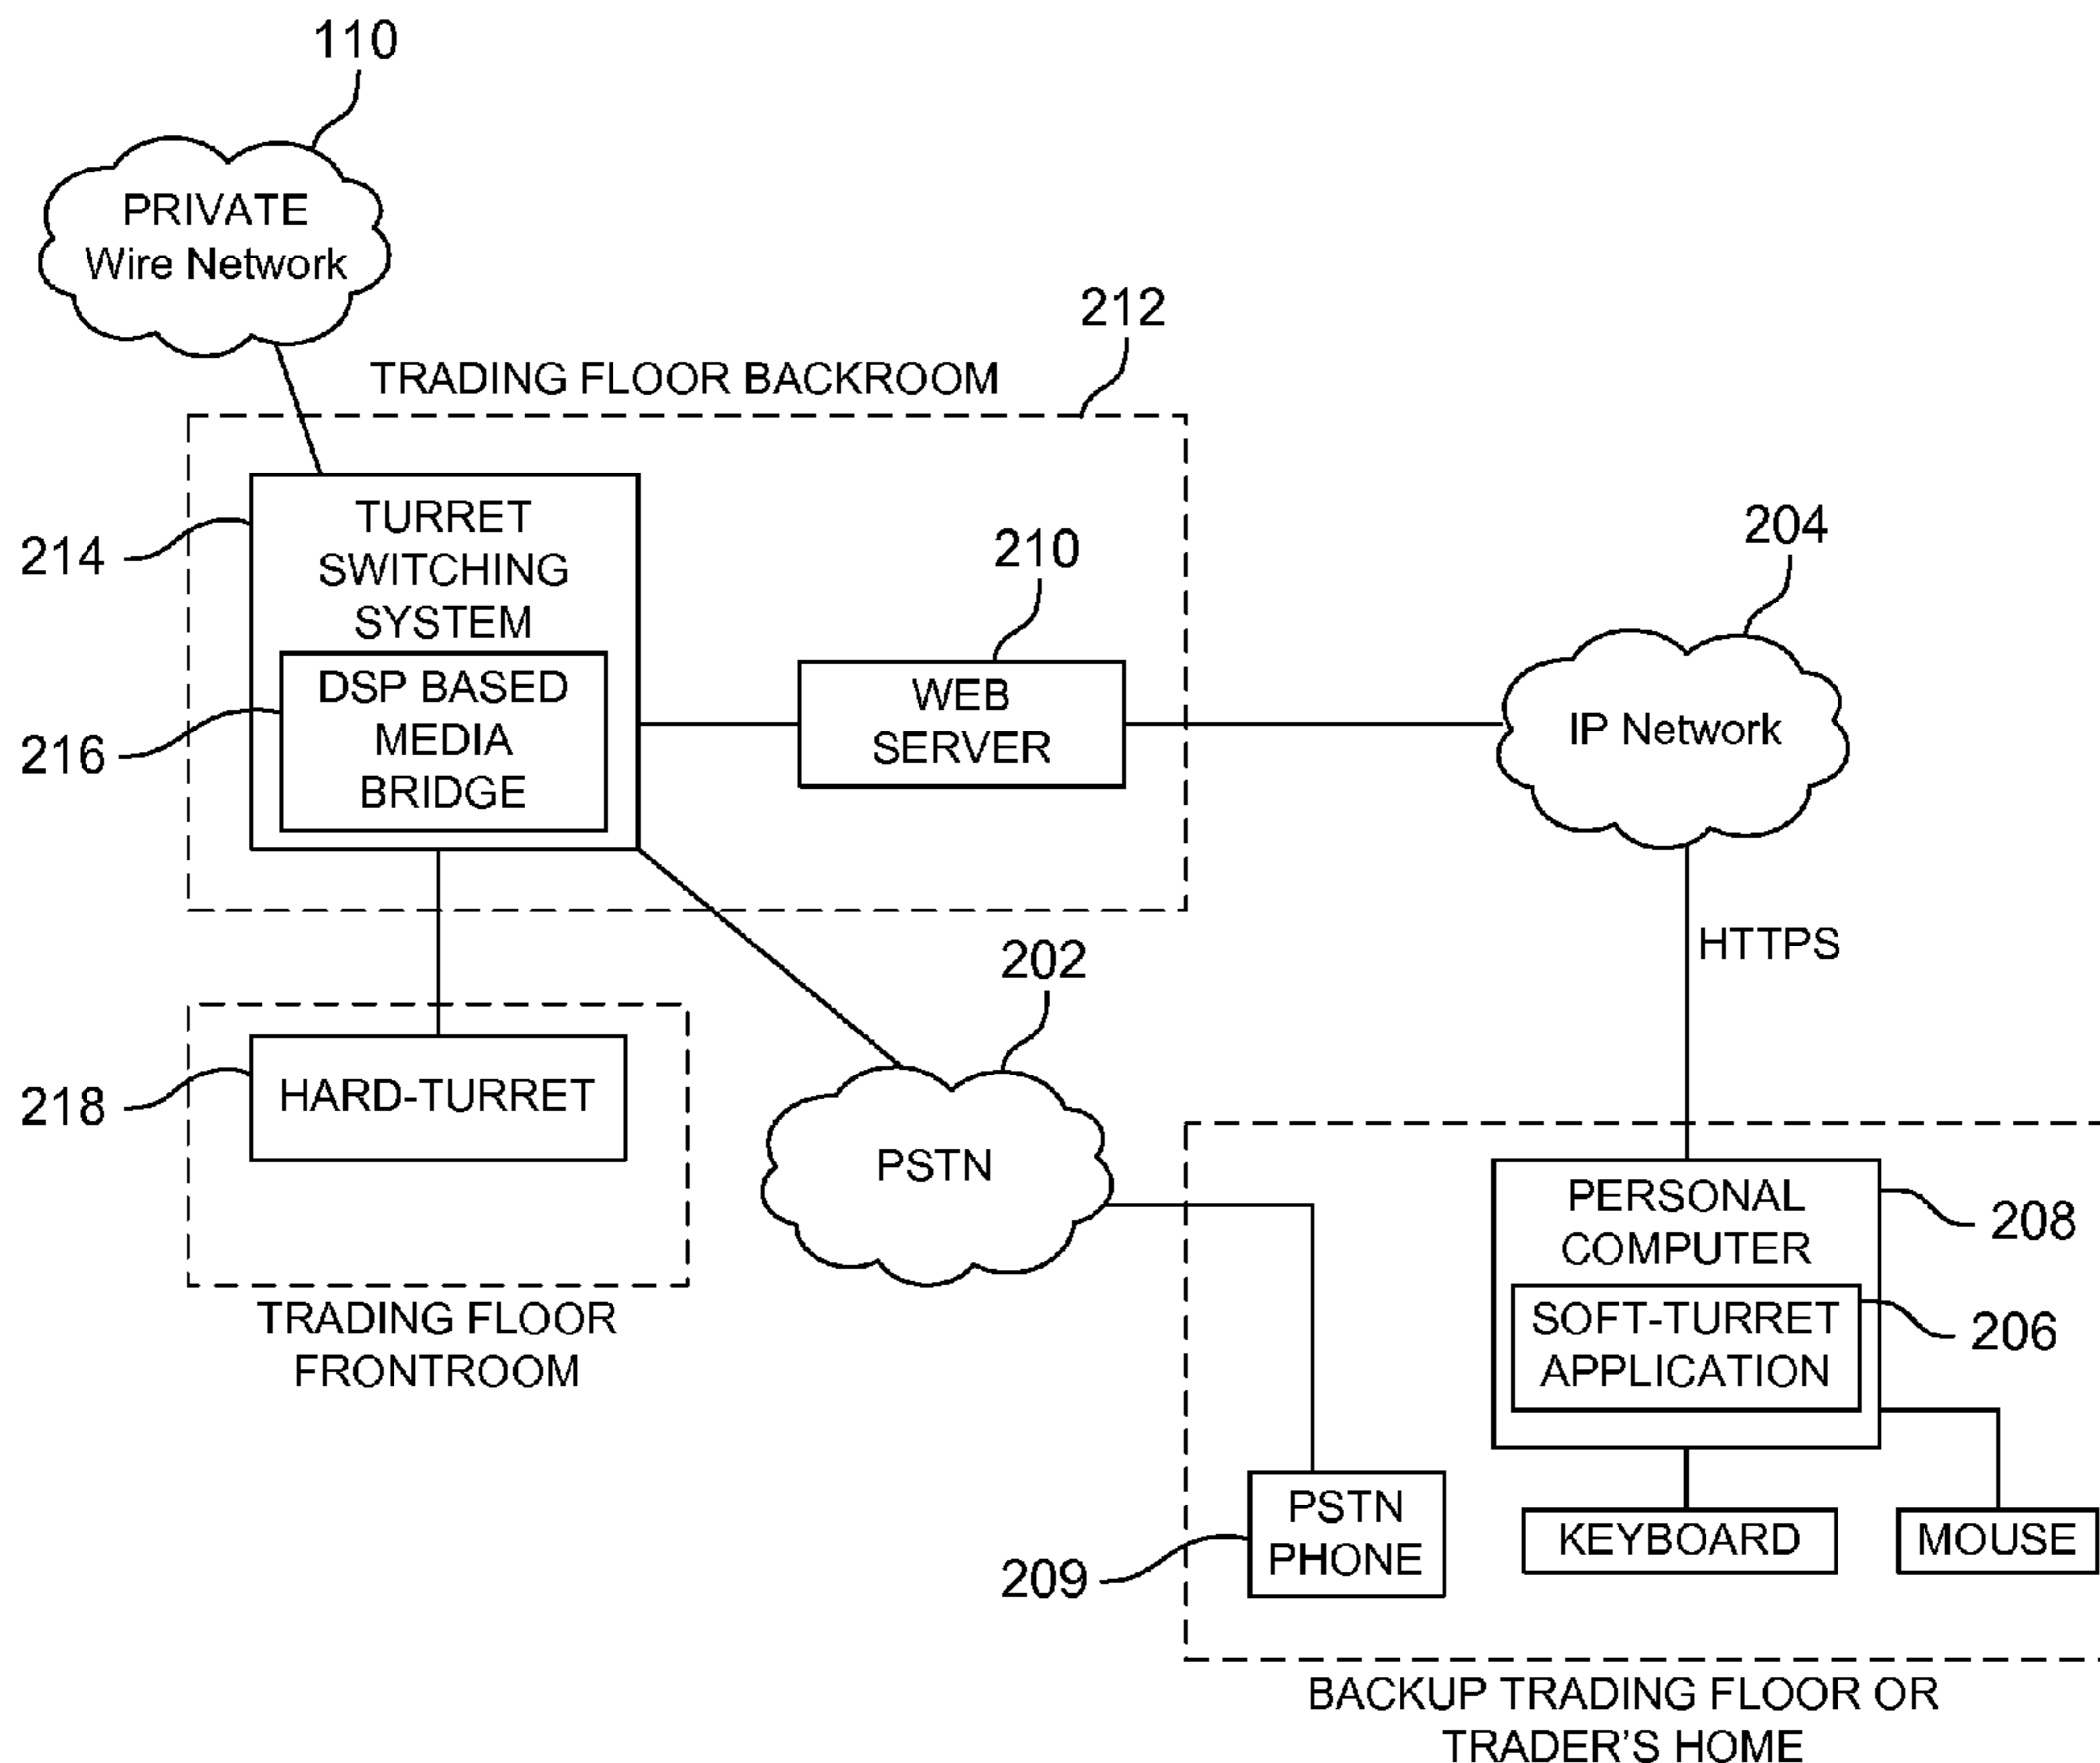 110
PRIVATE
Wire Network
212
TRADING FLOOR BACKROOM
214
TURRET
SWITCHING
SYSTEM
216
DSP BASED
MEDIA
BRIDGE
210
WEB
SERVER
204
IP Network
HTTPS
218
HARD-TURRET
TRADING FLOOR
FRONTROOM
202
PSTN
PERSONAL
COMPUTER
208
SOFT-TURRET
APPLICATION
206
209
PSTN
PHONE
KEYBOARD
MOUSE
BACKUP TRADING FLOOR OR
TRADER'S HOME